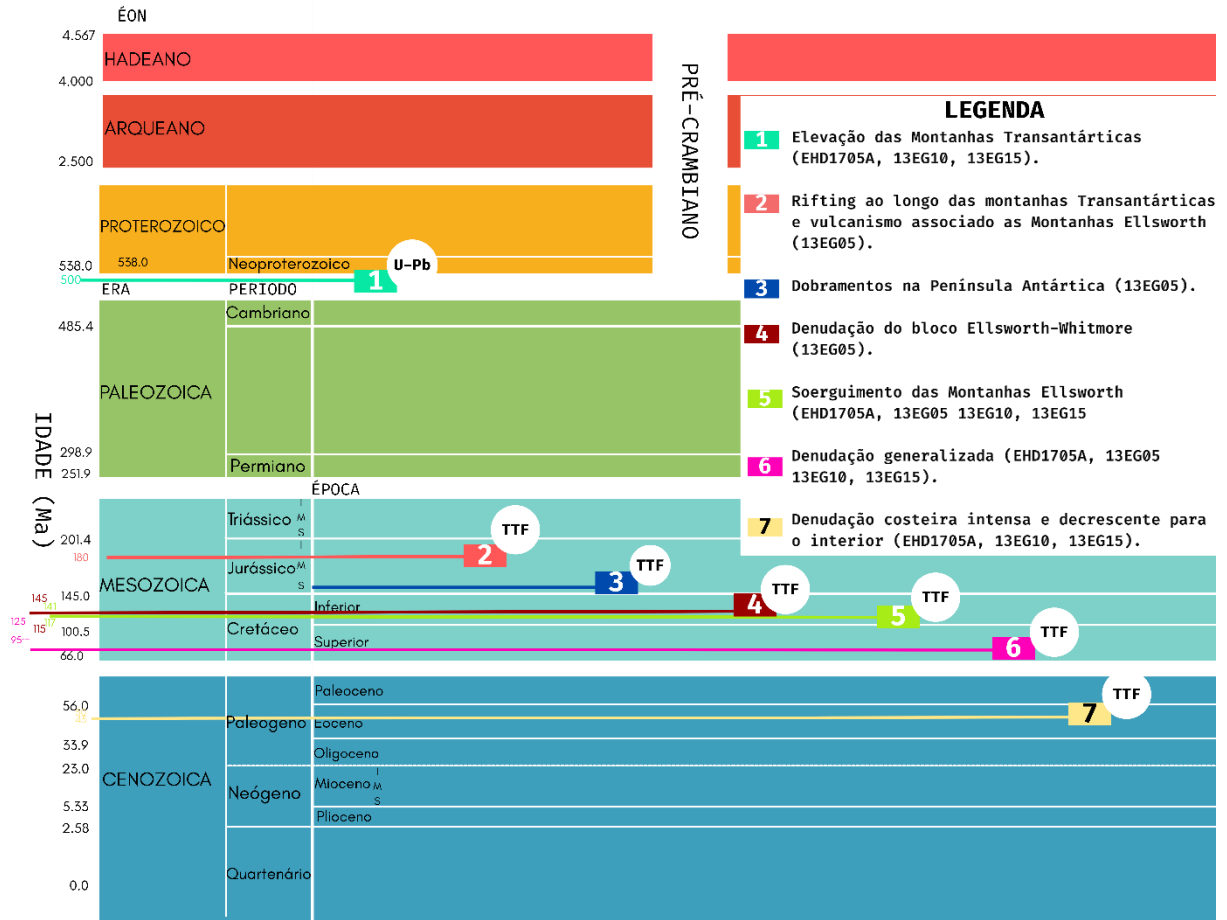 ÉON
4.567
HADEANO
4.000
ARQUEANO
2.500
PRÉ-CRAMBIANO
PROTEROZOICO
538.0
538.0
Neoproterozoico
U-Pb
500
1
ERA
PERIODO
Cambriano
485.4
PALEOZOICA
298.9
251.9
Permiano
IDADE (Ma)
ÉPOCA
Triássico
I
M
S
201.4
TTF
180
2
Jurássico
I
M
S
TTF
3
MESOZOICA
145.0
145
141
Inferior
TTF
4
TTF
5
125
117
115
100.5
Cretáceo
95
Superior
TTF
6
66.0
Paleoceno
TTF
56.0
Paleogeno
Eoceno
7
35
33.9
Oligoceno
23.0
CENOZOICA
Neógeno
Mioceno
I
M
S
5.33
Plioceno
2.58
Quartenário
0.0
LEGENDA
1 Elevação das Montanhas Transantárticas
(EHD1705A, 13EG10, 13EG15).
2 Rifting ao longo das montanhas Transantárticas
e vulcanismo associado as Montanhas Ellsworth
(13EG05).
3 Dobramentos na Península Antártica (13EG05).
4 Denudação do bloco Ellsworth-Whitmore
(13EG05).
5 Soerguimento das Montanhas Ellsworth
(EHD1705A, 13EG05 13EG10, 13EG15
6 Denudação generalizada (EHD1705A, 13EG05
13EG10, 13EG15).
7 Denudação costeira intensa e decrescente para
o interior (EHD1705A, 13EG10, 13EG15).